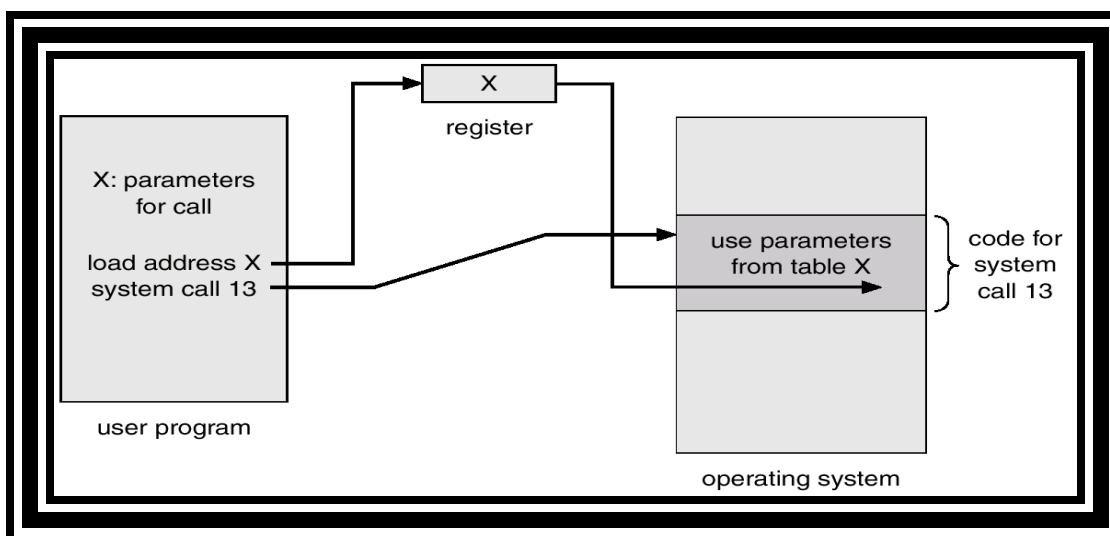 X
register
X: parameters
for call
load address X
system call 13
user program
use parameters
from table X
code for
system
call 13
operating system